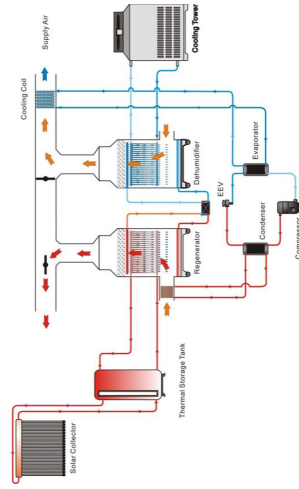 Supply Air
Cooling Coil
Cooling Tower
Dehumidifier
Evaporator
EEV
Condenser
Compressor
Regenerator
Thermal Storage Tank
Solar Collector